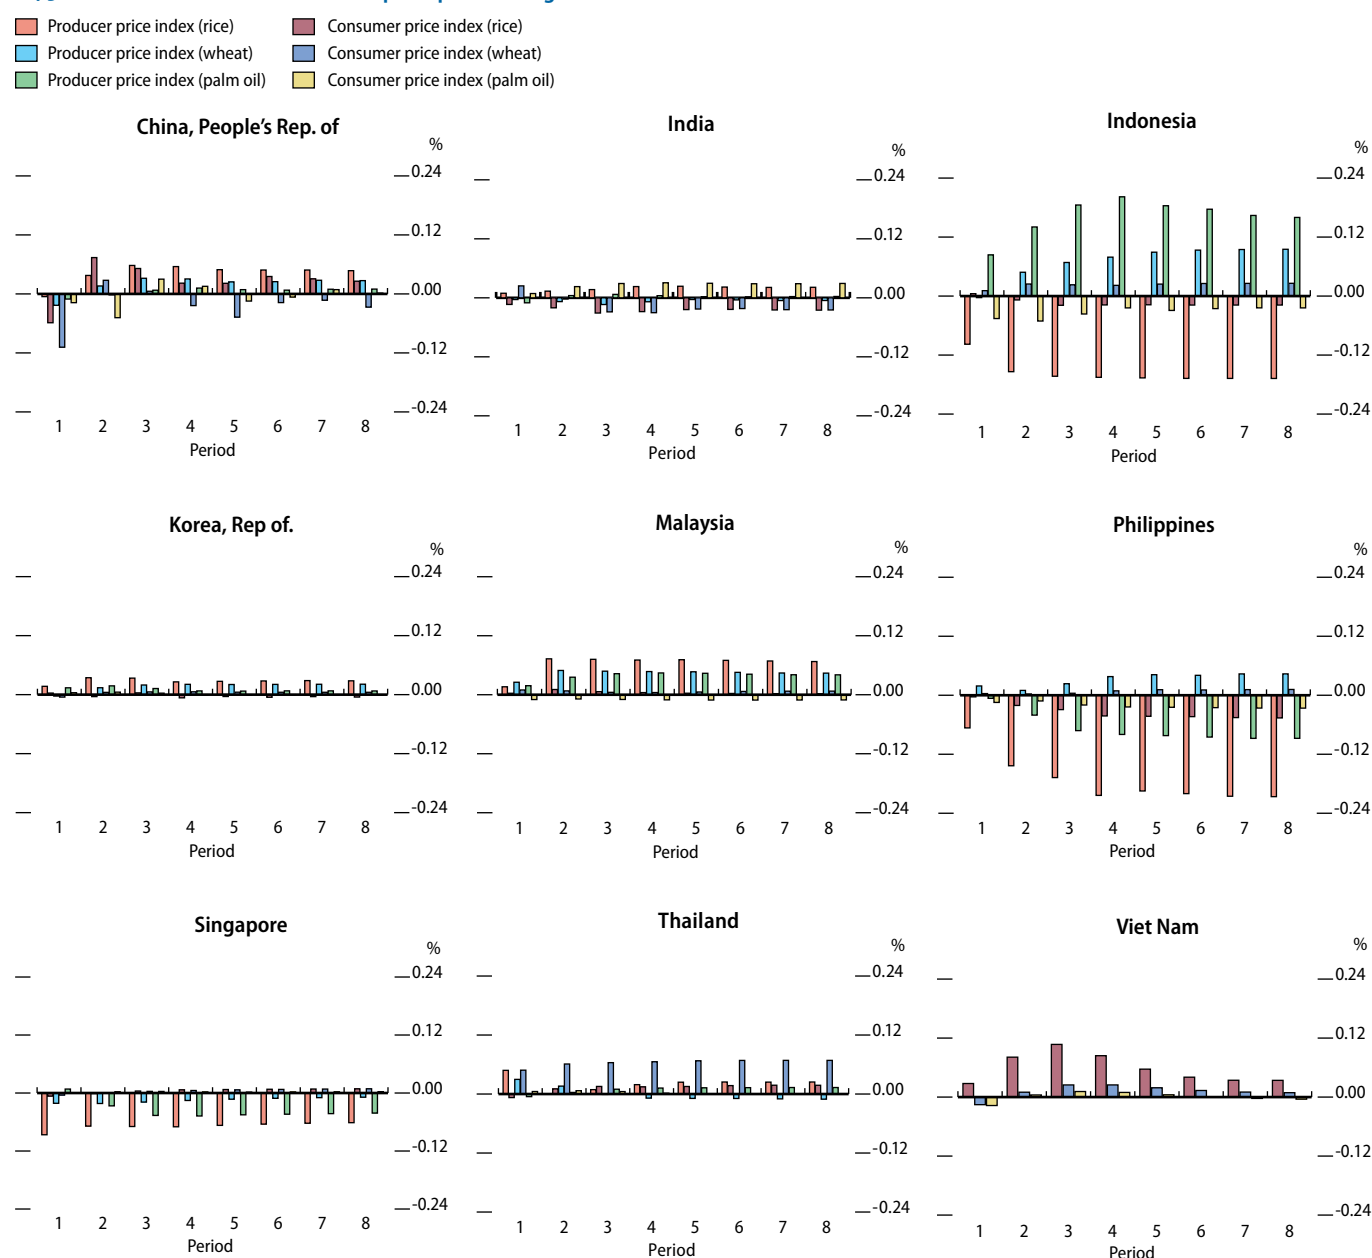 Producer price index (rice)
Consumer price index (rice)
Producer price index (wheat)
Consumer price index (wheat)
Producer price index (palm oil)
Consumer price index (palm oil)
China, People's Rep. of
%
0.24
0.12
0.00
-0.12
-0.24
1 2 3 4 5 6 7 8
Period
India
%
0.24
0.12
0.00
-0.12
-0.24
1 2 3 4 5 6 7 8
Period
Indonesia
%
0.24
0.12
0.00
-0.12
-0.24
1 2 3 4 5 6 7 8
Period
Korea, Rep of.
%
0.24
0.12
0.00
-0.12
-0.24
1 2 3 4 5 6 7 8
Period
Malaysia
%
0.24
0.12
0.00
-0.12
-0.24
1 2 3 4 5 6 7 8
Period
Philippines
%
0.24
0.12
0.00
-0.12
-0.24
1 2 3 4 5 6 7 8
Period
Singapore
%
0.24
0.12
0.00
-0.12
-0.24
1 2 3 4 5 6 7 8
Period
Thailand
%
0.24
0.12
0.00
-0.12
-0.24
1 2 3 4 5 6 7 8
Period
Viet Nam
%
0.24
0.12
0.00
-0.12
-0.24
1 2 3 4 5 6 7 8
Period